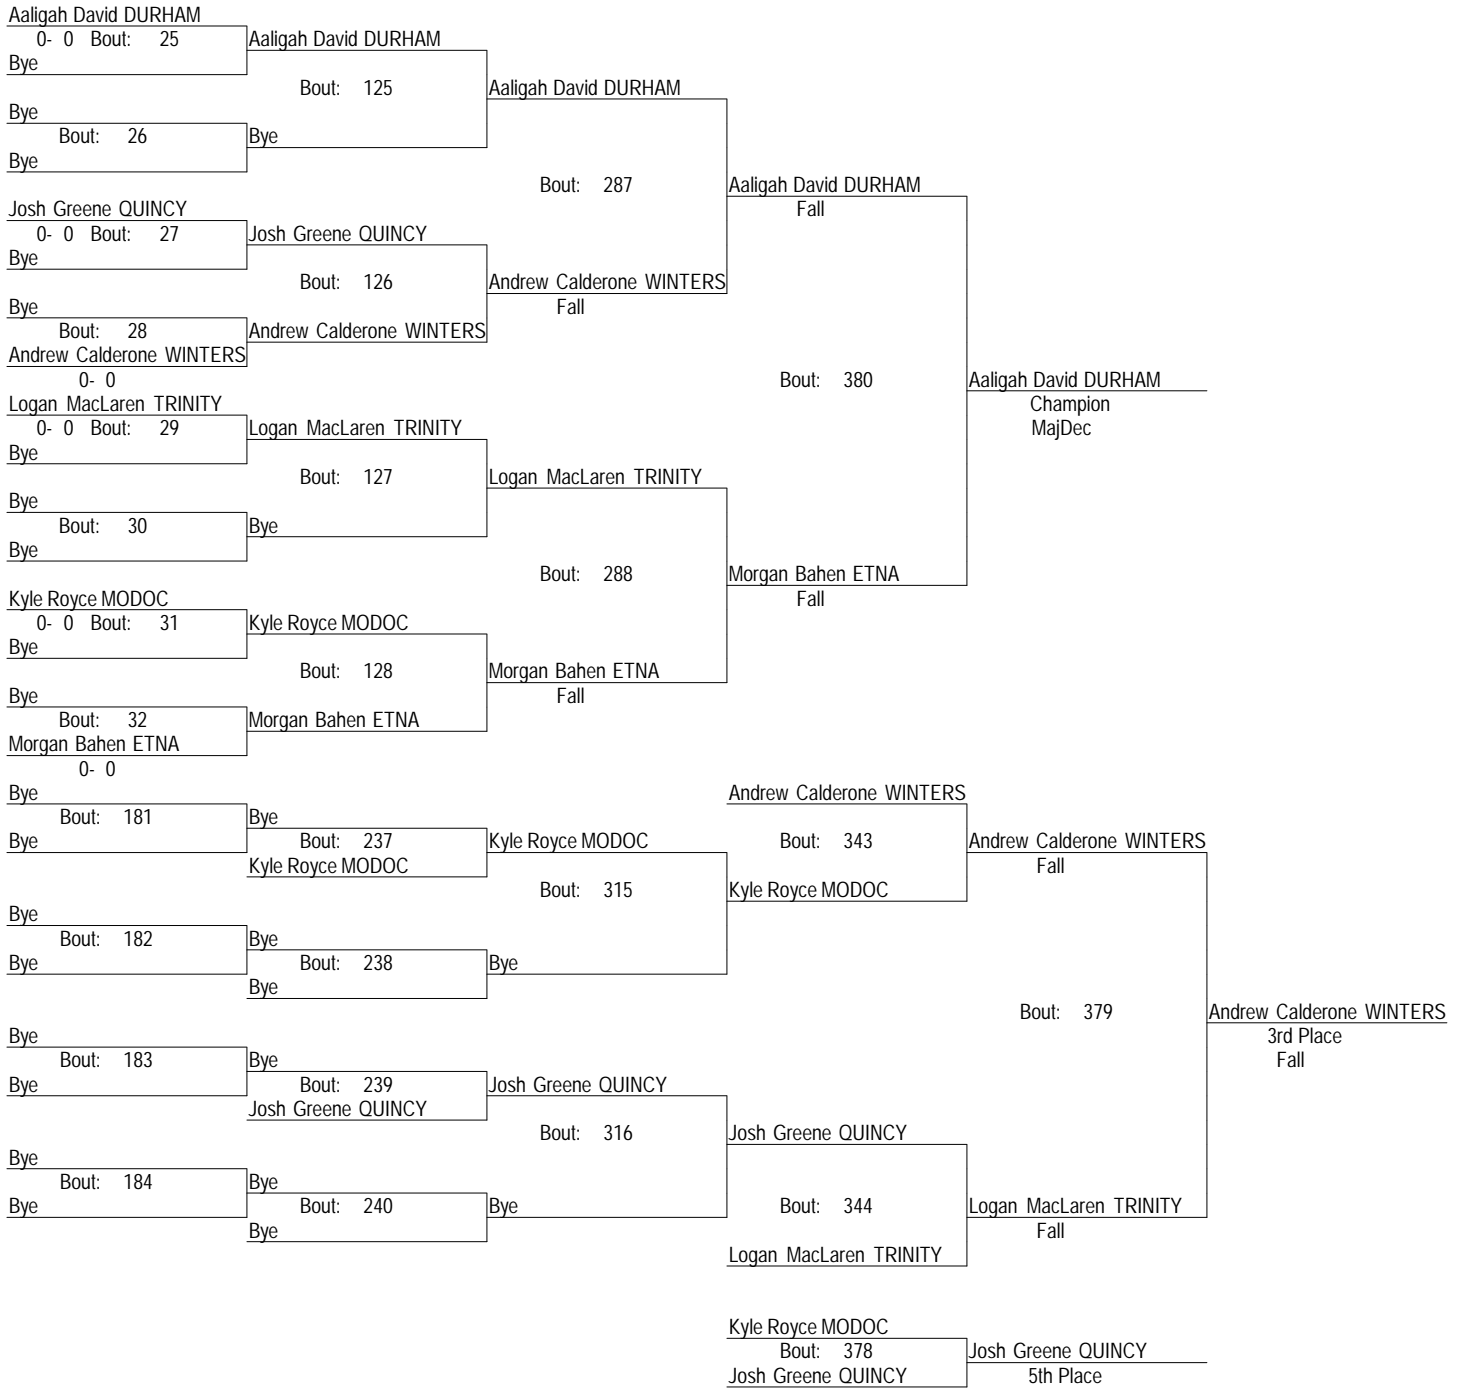 Aaligah David DURHAM
0- 0 Bout: 25 Aaligah David DURHAM
Bye
Bout: 125 Aaligah David DURHAM
Bye
Bout: 26 Bye
Bye
Bout: 287 Aaligah David DURHAM
Josh Greene QUINCY Fall
0- 0 Bout: 27 Josh Greene QUINCY
Bye
Bout: 126 Andrew Calderone WINTERS
Bye Fall
Bout: 28 Andrew Calderone WINTERS
Andrew Calderone WINTERS
0- 0 Bout: 380 Aaligah David DURHAM
Logan MacLaren TRINITY Champion
0- 0 Bout: 29 Logan MacLaren TRINITY MajDec
Bye
Bout: 127 Logan MacLaren TRINITY
Bye
Bout: 30 Bye
Bye
Bout: 288 Morgan Bahen ETNA
Kyle Royce MODOC Fall
0- 0 Bout: 31 Kyle Royce MODOC
Bye
Bout: 128 Morgan Bahen ETNA
Bye Fall
Bout: 32 Morgan Bahen ETNA
Morgan Bahen ETNA
0- 0
Bye Andrew Calderone WINTERS
Bout: 181 Bye
Bye Bout: 237 Kyle Royce MODOC Bout: 343 Andrew Calderone WINTERS
Kyle Royce MODOC Fall
Bout: 315 Kyle Royce MODOC
Bye
Bout: 182 Bye
Bye Bout: 238 Bye
Bye
Bout: 379 Andrew Calderone WINTERS
Bye 3rd Place
Bout: 183 Bye Fall
Bye Bout: 239 Josh Greene QUINCY
Josh Greene QUINCY
Bout: 316 Josh Greene QUINCY
Bye
Bout: 184 Bye
Bye Bout: 240 Bye Bout: 344 Logan MacLaren TRINITY
Bye Fall
Logan MacLaren TRINITY
Kyle Royce MODOC
Bout: 378 Josh Greene QUINCY
Josh Greene QUINCY 5th Place